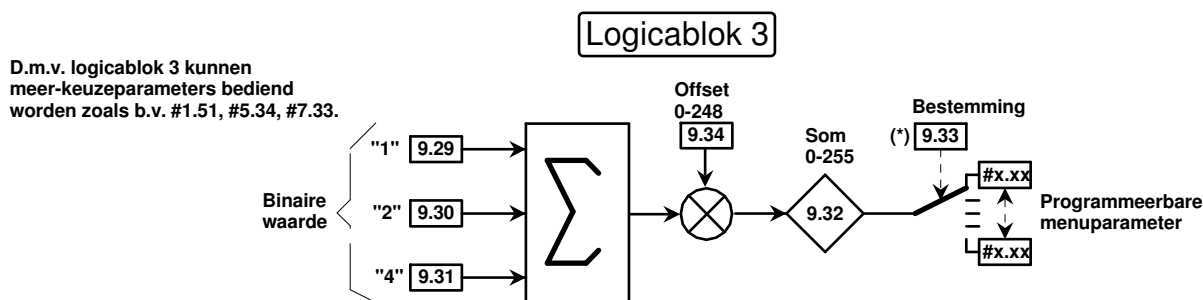 Logicablok 3
D.m.v. logicablok 3 kunnen
meer-keuzeparameters bediend
worden zoals b.v. #1.51, #5.34, #7.33.
Offset
0-248
9.34
Bestemming
(*) 9.33
Som
0-255
9.32
"1" 9.29
Binaire
waarde
"2" 9.30
"4" 9.31
#x.xx
Programmeerbare
menuparameter
#x.xx